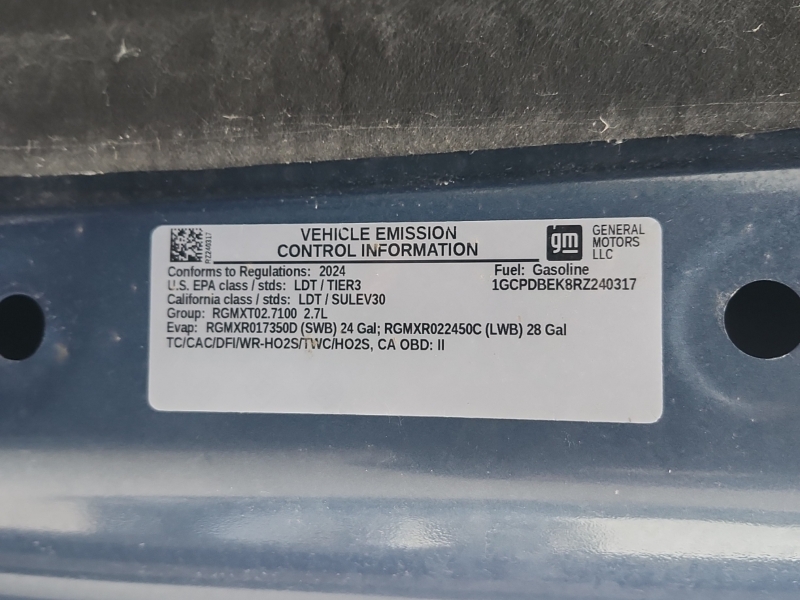 VEHICLE EMISSION
CONTROL INFORMATION
gm
GENERAL
MOTORS
LLC
RZ240317
Conforms to Regulations: 2024
Fuel: Gasoline
U.S. EPA class / stds: LDT / TIER3
1GCPDBEK8RZ240317
California class / stds: LDT / SULEV30
Group: RGMXT02.7100 2.7L
Evap: RGMXR017350D (SWB) 24 Gal; RGMXR022450C (LWB) 28 Gal
TC/CAC/DFI/WR-HO2S/TWC/HO2S, CA OBD: II